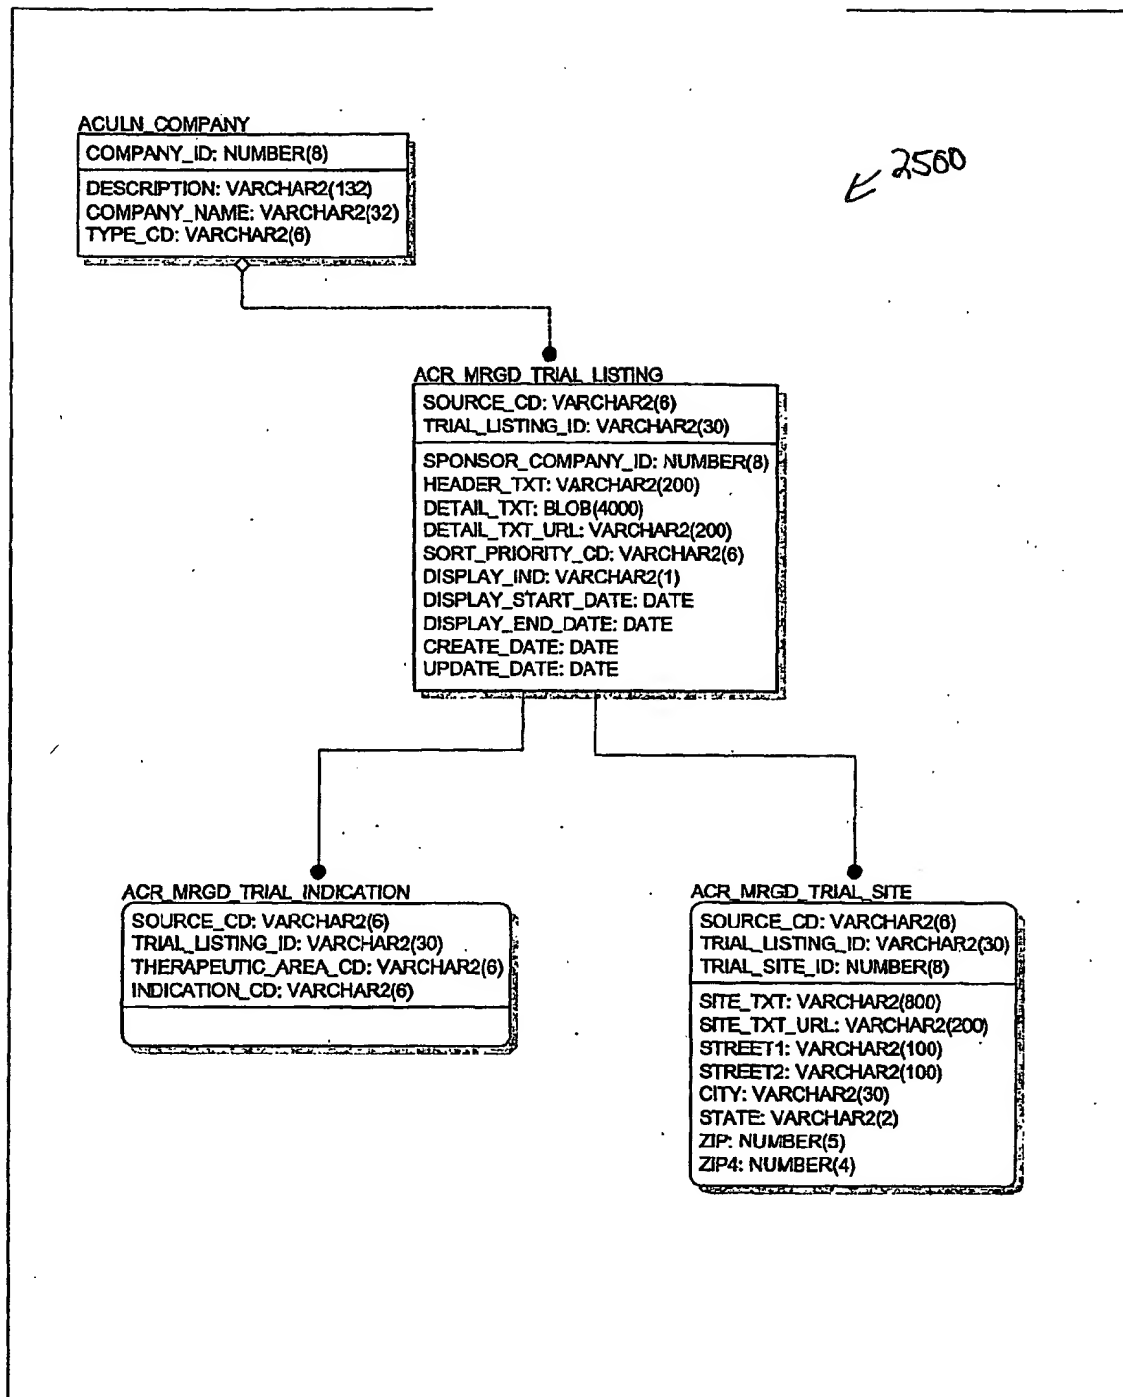 ACULN_COMPANY
COMPANY_ID: NUMBER(8)
DESCRIPTION: VARCHAR2(132)
COMPANY_NAME: VARCHAR2(32)
TYPE_CD: VARCHAR2(6)
2500
ACR_MRGD_TRIAL_LISTING
SOURCE_CD: VARCHAR2(6)
TRIAL_LISTING_ID: VARCHAR2(30)
SPONSOR_COMPANY_ID: NUMBER(8)
HEADER_TXT: VARCHAR2(200)
DETAIL_TXT: BLOB(4000)
DETAIL_TXT_URL: VARCHAR2(200)
SORT_PRIORITY_CD: VARCHAR2(6)
DISPLAY_IND: VARCHAR2(1)
DISPLAY_START_DATE: DATE
DISPLAY_END_DATE: DATE
CREATE_DATE: DATE
UPDATE_DATE: DATE
ACR_MRGD_TRIAL_INDICATION
SOURCE_CD: VARCHAR2(6)
TRIAL_LISTING_ID: VARCHAR2(30)
THERAPEUTIC_AREA_CD: VARCHAR2(6)
INDICATION_CD: VARCHAR2(6)
ACR_MRGD_TRIAL_SITE
SOURCE_CD: VARCHAR2(6)
TRIAL_LISTING_ID: VARCHAR2(30)
TRIAL_SITE_ID: NUMBER(8)
SITE_TXT: VARCHAR2(800)
SITE_TXT_URL: VARCHAR2(200)
STREET1: VARCHAR2(100)
STREET2: VARCHAR2(100)
CITY: VARCHAR2(30)
STATE: VARCHAR2(2)
ZIP: NUMBER(5)
ZIP4: NUMBER(4)